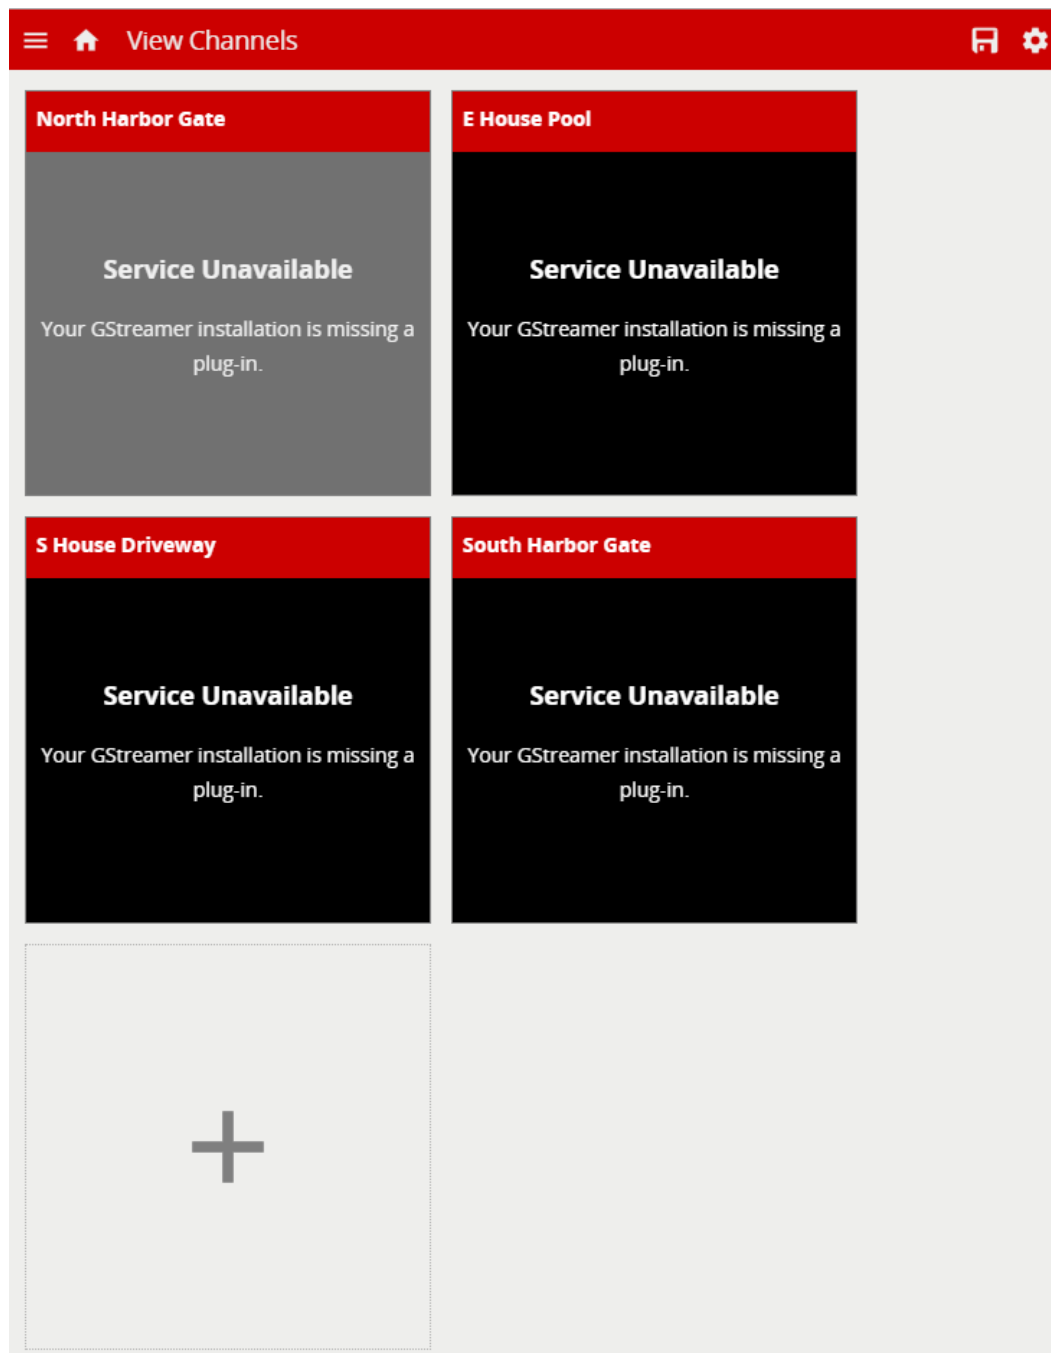 View Channels
North Harbor Gate
Service Unavailable
Your GStreamer installation is missing a
plug-in.
E House Pool
Service Unavailable
Your GStreamer installation is missing a
plug-in.
S House Driveway
Service Unavailable
Your GStreamer installation is missing a
plug-in.
South Harbor Gate
Service Unavailable
Your GStreamer installation is missing a
plug-in.